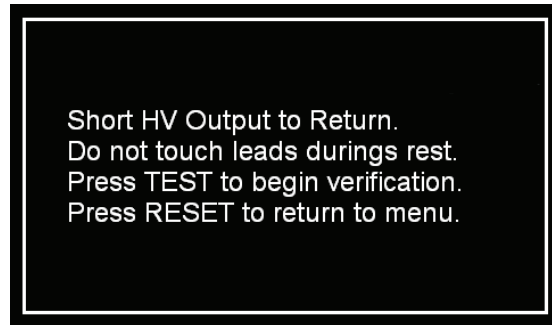 Short HV Output to Return.
Do not touch leads durings rest.
Press TEST to begin verification.
Press RESET to return to menu.